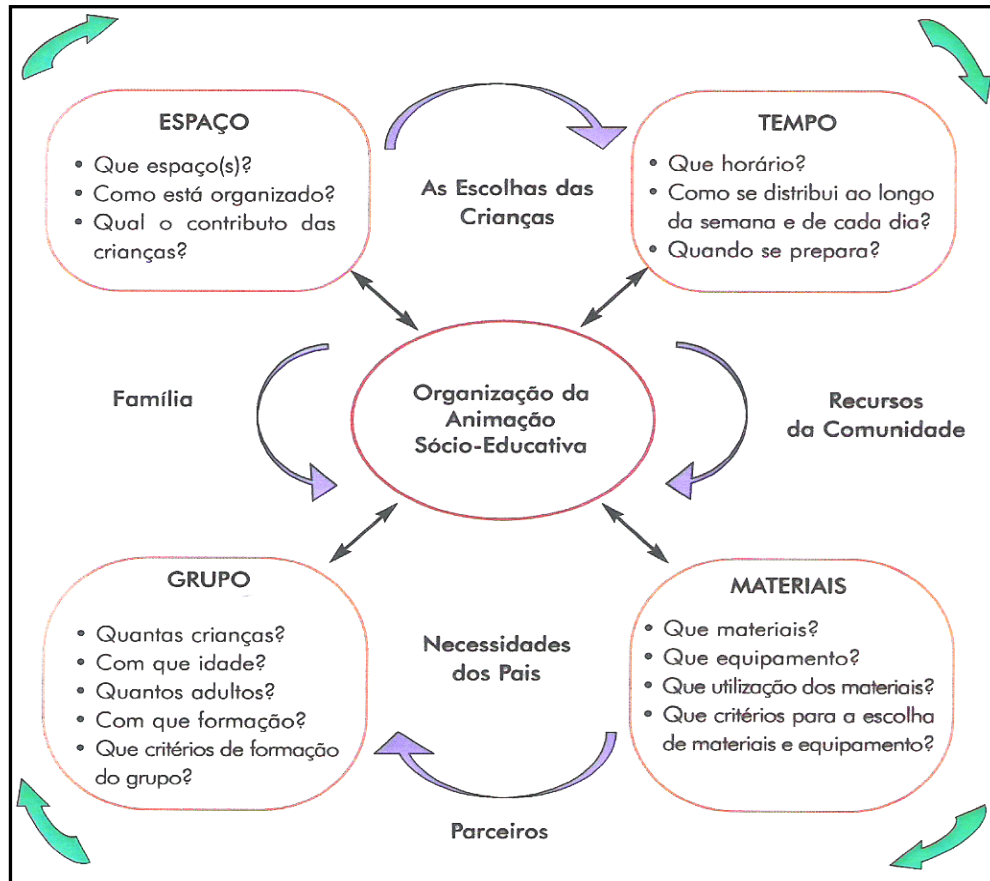 ESPAÇO
• Que espaço(s)?
• Como está organizado?
• Qual o contributo das
crianças?
As Escolhas das
Crianças
TEMPO
• Que horário?
• Como se distribui ao longo
da semana e de cada dia?
• Quando se prepara?
Família
Organização da
Animação
Sócio-Educativa
Recursos
da Comunidade
GRUPO
• Quantas crianças?
• Com que idade?
• Quantos adultos?
• Com que formação?
• Que critérios de formação
do grupo?
Necessidades
dos Pais
MATERIAIS
• Que materiais?
• Que equipamento?
• Que utilização dos materiais?
• Que critérios para a escolha
de materiais e equipamento?
Parceiros